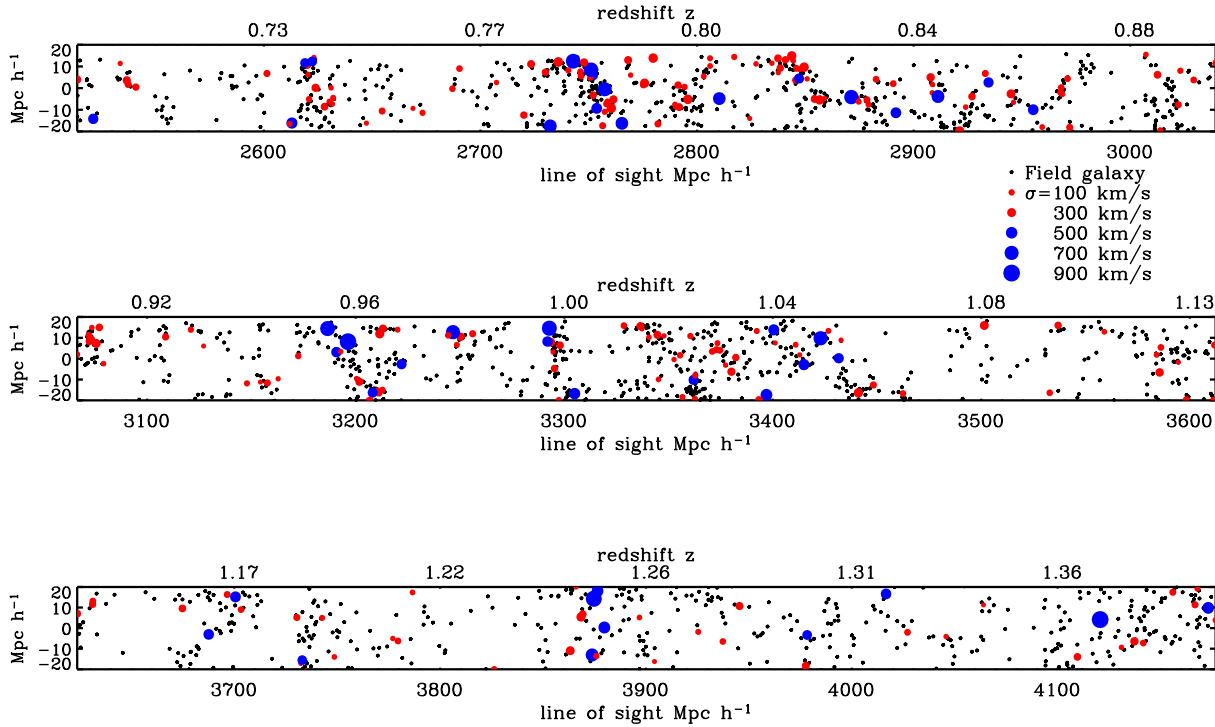 redshift z
0.73 0.77 0.80 0.84 0.88
20
10
0
−10
−20
Mpc h⁻¹
2600 2700 2800 2900 3000
line of sight Mpc h⁻¹
Field galaxy
σ=100 km/s
300 km/s
500 km/s
700 km/s
900 km/s
redshift z
0.92 0.96 1.00 1.04 1.08 1.13
20
10
0
−10
−20
Mpc h⁻¹
3100 3200 3300 3400 3500 3600
line of sight Mpc h⁻¹
redshift z
1.17 1.22 1.26 1.31 1.36
20
10
0
−10
−20
Mpc h⁻¹
3700 3800 3900 4000 4100
line of sight Mpc h⁻¹